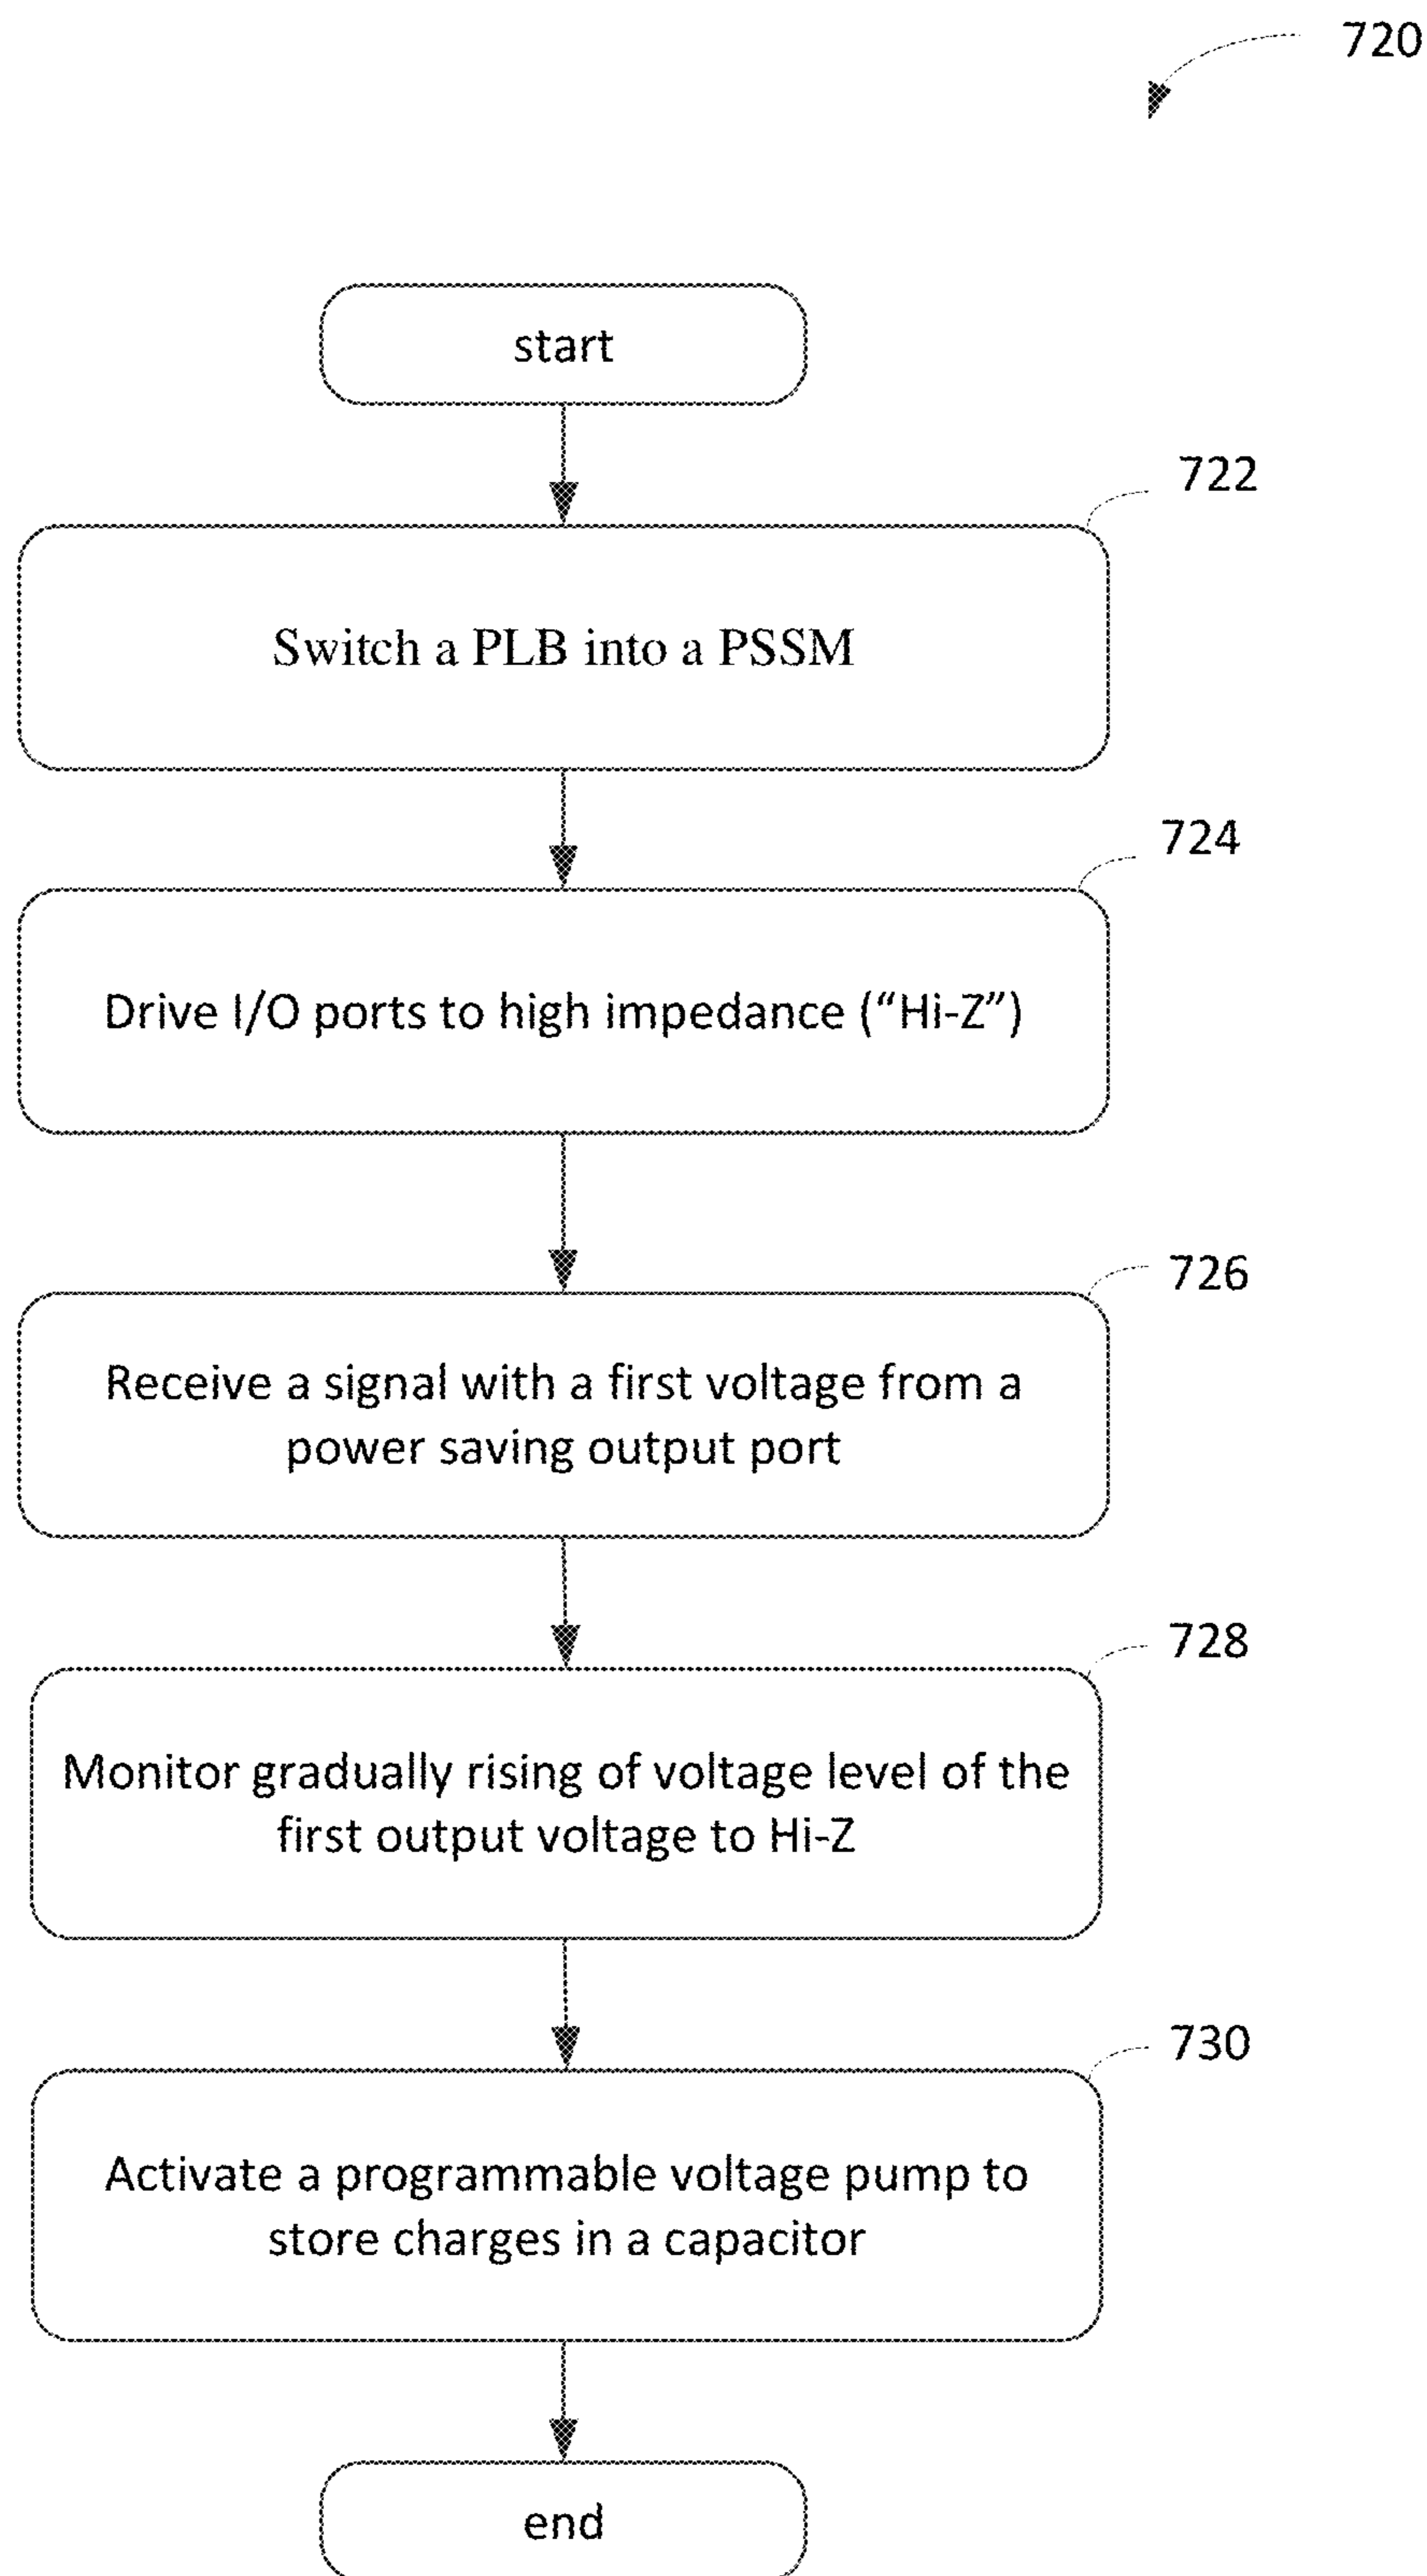 720
start
722
Switch a PLB into a PSSM
724
Drive I/O ports to high impedance (“Hi-Z”)
726
Receive a signal with a first voltage from a
power saving output port
728
Monitor gradually rising of voltage level of the
first output voltage to Hi-Z
730
Activate a programmable voltage pump to
store charges in a capacitor
end